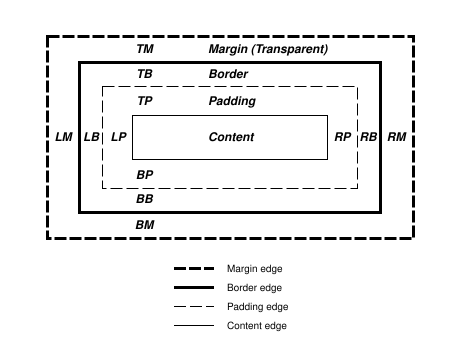 TM Margin (Transparent)
TB Border
TP Padding
LM LB LP Content RP RB RM
BP
BB
BM
Margin edge
Border edge
Padding edge
Content edge